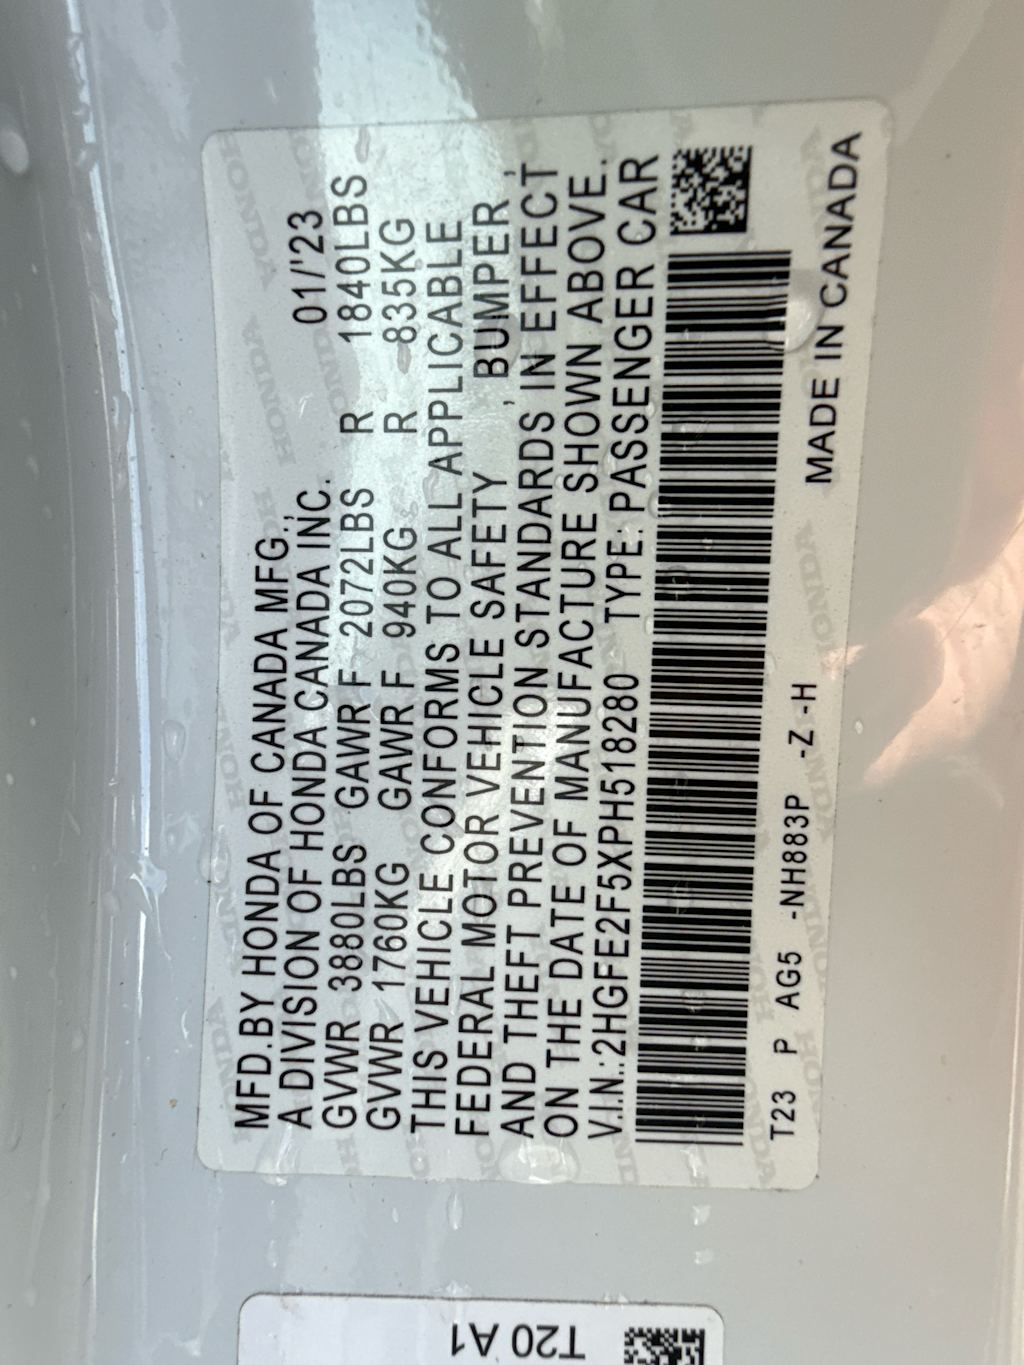 MFD.BY HONDA OF CANADA MFG.,
A DIVISION OF HONDA CANADA INC. 01/'23
GVWR 3880LBS GAWR F 2072LBS R 1840LBS
GVWR 1760KG GAWR F 940KG R 835KG
THIS VEHICLE CONFORMS TO ALL APPLICABLE
FEDERAL MOTOR VEHICLE SAFETY , BUMPER ,
AND THEFT PREVENTION STANDARDS IN EFFECT
ON THE DATE OF MANUFACTURE SHOWN ABOVE.
V.I.N.:2HGFE2F5XPH518280 TYPE: PASSENGER CAR
T23 P AG5 -NH883P -Z -H MADE IN CANADA
T20 A1